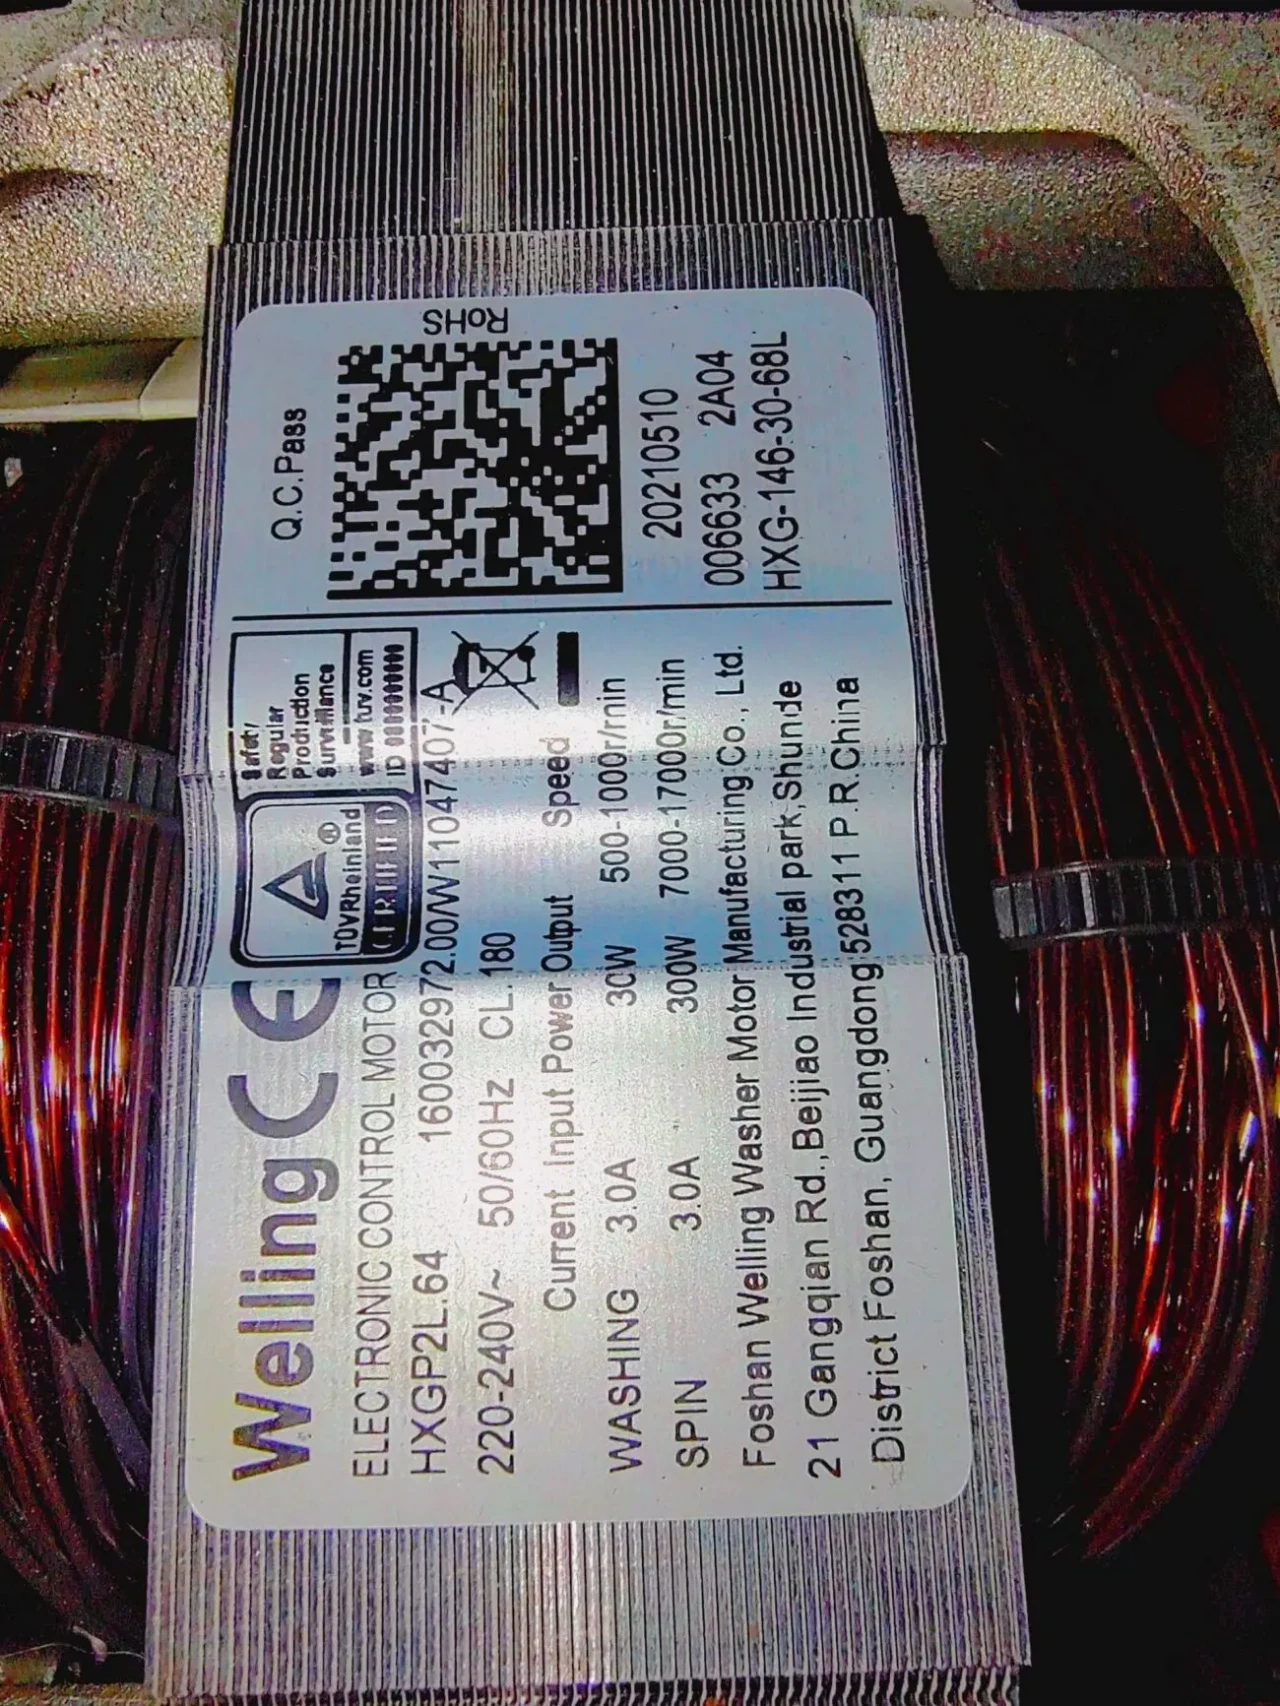 Welling CE
TÜVRheinland®
CERTIFIED
Safety
Regular
Production
Surveillance
www.tuv.com
ID
ELECTRONIC CONTROL MOTOR
HXGP2L.64 16003297 2.00/W11047407-A
220-240V~ 50/60Hz CL.180
Current Input Power Output Speed
WASHING 3.0A 30W 500-1000r/min
SPIN 3.0A 300W 7000-17000r/min
Foshan Welling Washer Motor Manufacturing Co., Ltd.
21 Gangqian Rd.,Beijiao Industrial park,Shunde
District Foshan, Guangdong 528311 P.R.China
Q.C.Pass
RoHS
20210510
006633 2A04
HXG-146-30-68L